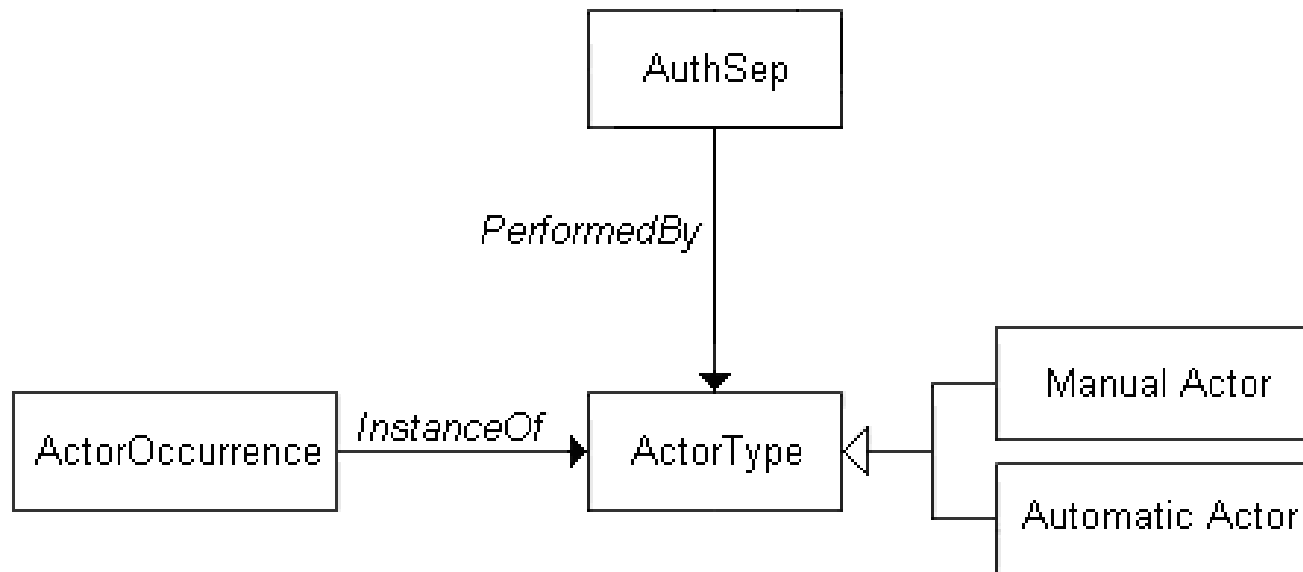 AuthSep
PerformedBy
Manual Actor
ActorOccurrence
InstanceOf
ActorType
Automatic Actor